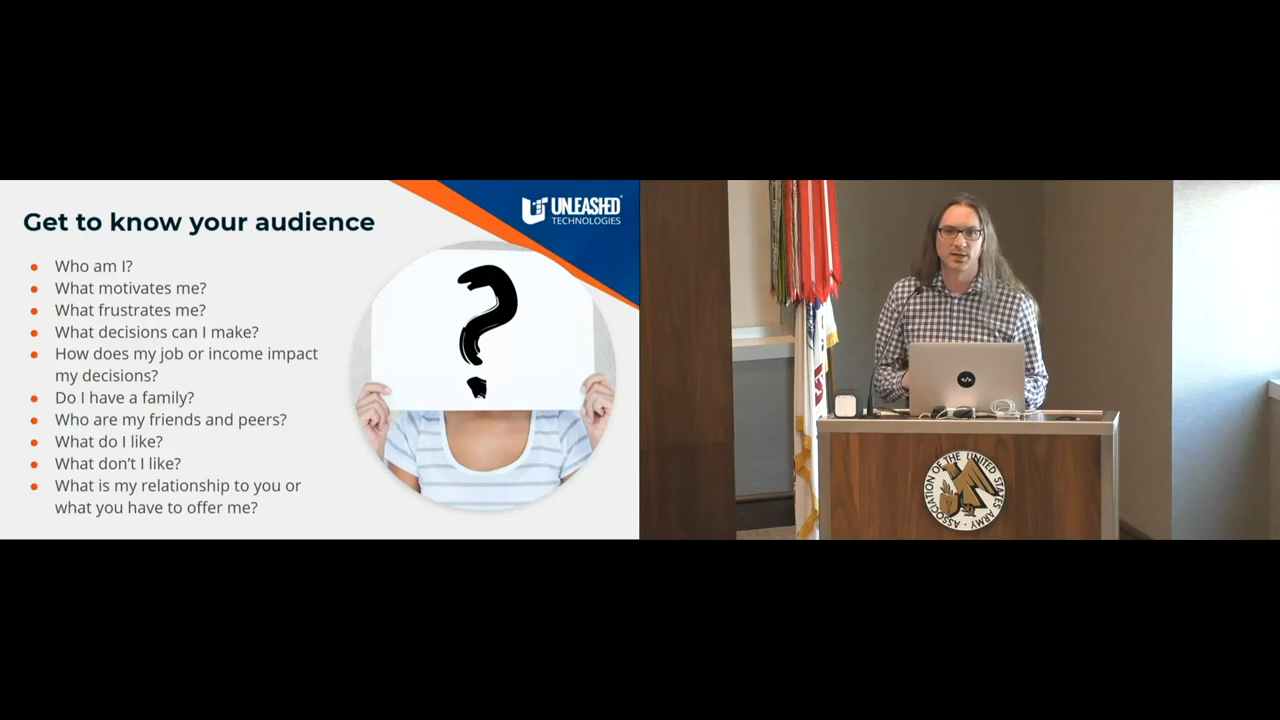 Get to know your audience
UNLEASHED
TECHNOLOGIES
Who am I?
What motivates me?
What frustrates me?
What decisions can I make?
How does my job or income impact
my decisions?
Do I have a family?
Who are my friends and peers?
What do I like?
What don't I like?
What is my relationship to you or
what you have to offer me?
?
</>
ASSOCIATION OF THE UNITED STATES ARMY